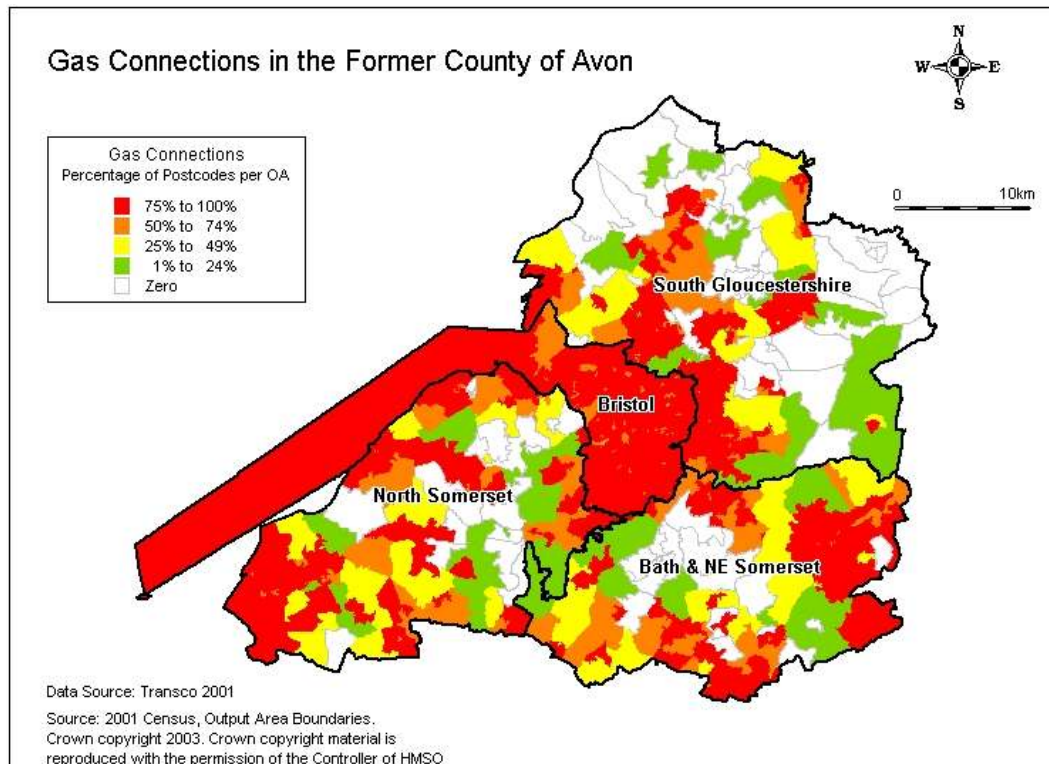 Gas Connections in the Former County of Avon
N
W E
S
Gas Connections
Percentage of Postcodes per OA
75% to 100%
50% to 74%
25% to 49%
1% to 24%
Zero
0 10km
South Gloucestershire
Bristol
North Somerset
Bath & NE Somerset
Data Source: Transco 2001
Source: 2001 Census, Output Area Boundaries.
Crown copyright 2003. Crown copyright material is
reproduced with the permission of the Controller of HMSO